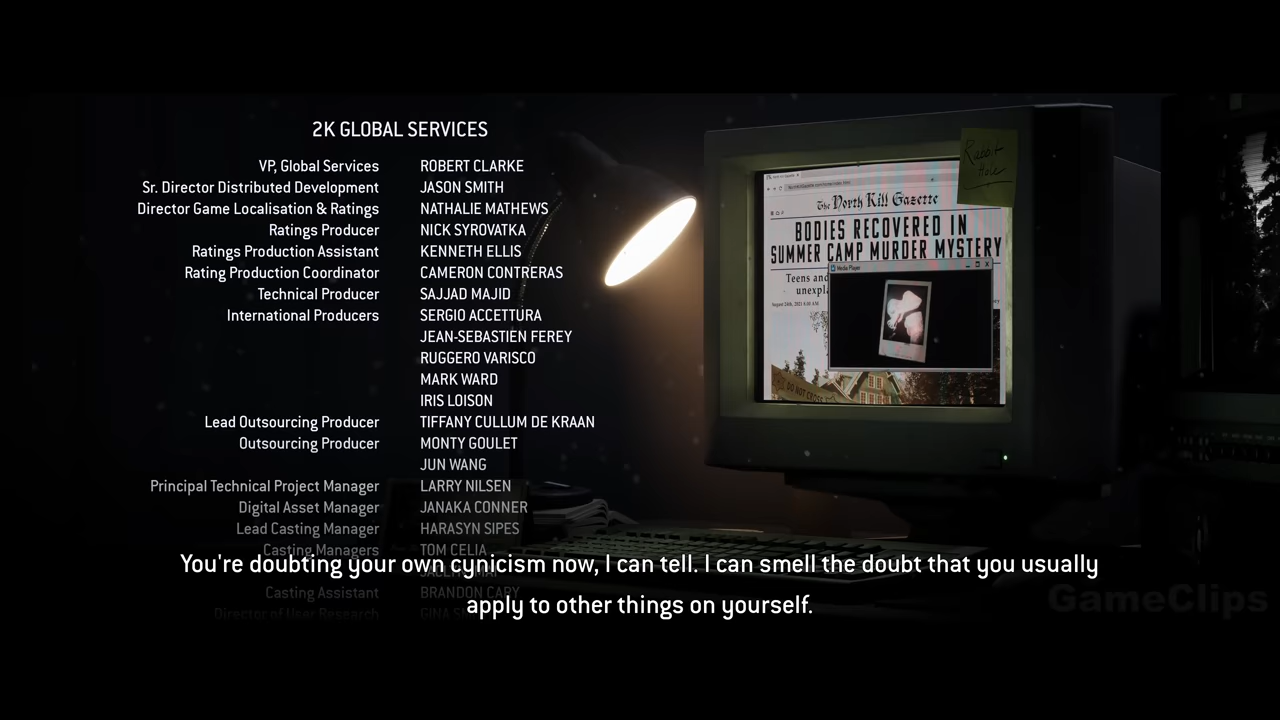 2K GLOBAL SERVICES
VP, Global Services ROBERT CLARKE
Sr. Director Distributed Development JASON SMITH
Director Game Localisation & Ratings NATHALIE MATHEWS
Ratings Producer NICK SYROVATKA
Ratings Production Assistant KENNETH ELLIS
Rating Production Coordinator CAMERON CONTRERAS
Technical Producer SAJJAD MAJID
International Producers SERGIO ACCETTURA
JEAN-SEBASTIEN FEREY
RUGGERO VARISCO
MARK WARD
IRIS LOISON
Lead Outsourcing Producer TIFFANY CULLUM DE KRAAN
Outsourcing Producer MONTY GOULET
JUN WANG
Principal Technical Project Manager LARRY NILSEN
Digital Asset Manager JANAKA CONNER
Lead Casting Manager HARASYN SIPES
Casting Managers TOM CELIA
Casting Assistant BRANDON CARY
Director of User Research GINA
You're doubting your own cynicism now, I can tell. I can smell the doubt that you usually
apply to other things on yourself.
Rabbit
Hole
The North Kill Gazette
BODIES RECOVERED IN
SUMMER CAMP MURDER MYSTERY
Teens and
unexpla
Media Player
DO NOT CROSS
GameClips